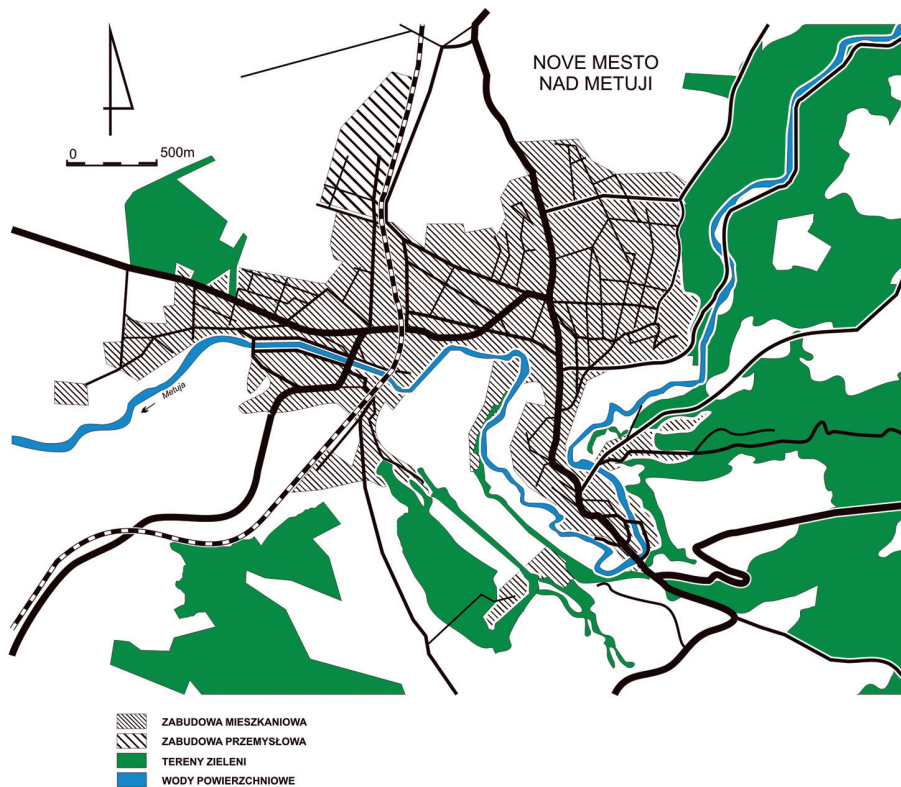 NOVE MESTO
NAD METUJI
0 500m
Metuja
ZABUDOWA MIESZKANIOWA
ZABUDOWA PRZEMYSŁOWA
TERENY ZIELENI
WODY POWIERZCHNIOWE